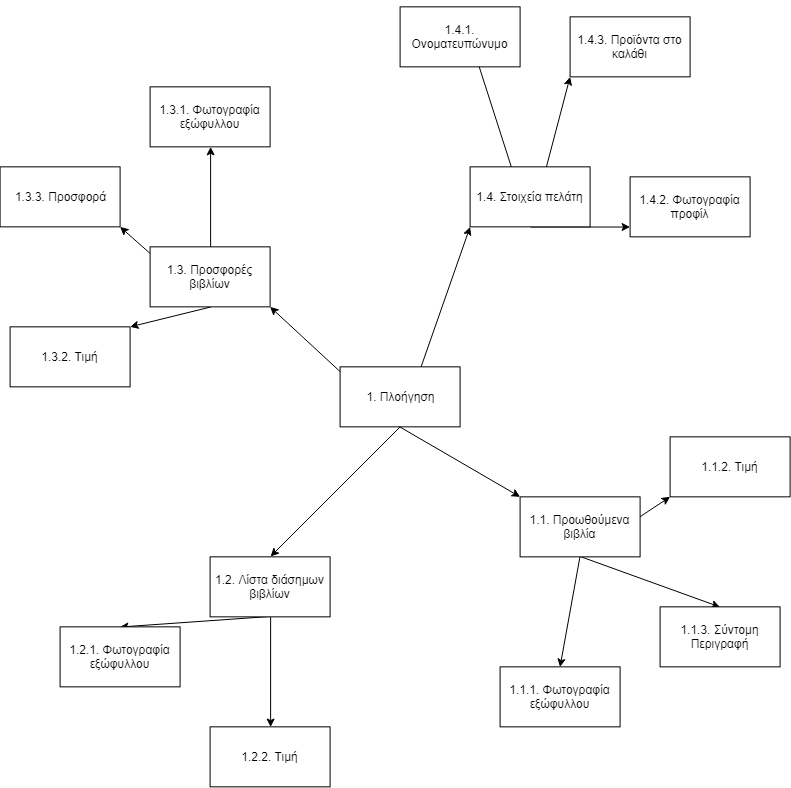 1.4.1.
Ονοματευπώνυμο
1.4.3. Προϊόντα στο
καλάθι
1.3.1. Φωτογραφία
εξώφυλλου
1.3.3. Προσφορά
1.4. Στοιχεία πελάτη
1.4.2. Φωτογραφία
προφίλ
1.3. Προσφορές
βιβλίων
1.3.2. Τιμή
1. Πλοήγηση
1.1.2. Τιμή
1.1. Προωθούμενα
βιβλία
1.2. Λίστα διάσημων
βιβλίων
1.2.1. Φωτογραφία
εξώφυλλου
1.1.3. Σύντομη
Περιγραφή
1.1.1. Φωτογραφία
εξώφυλλου
1.2.2. Τιμή